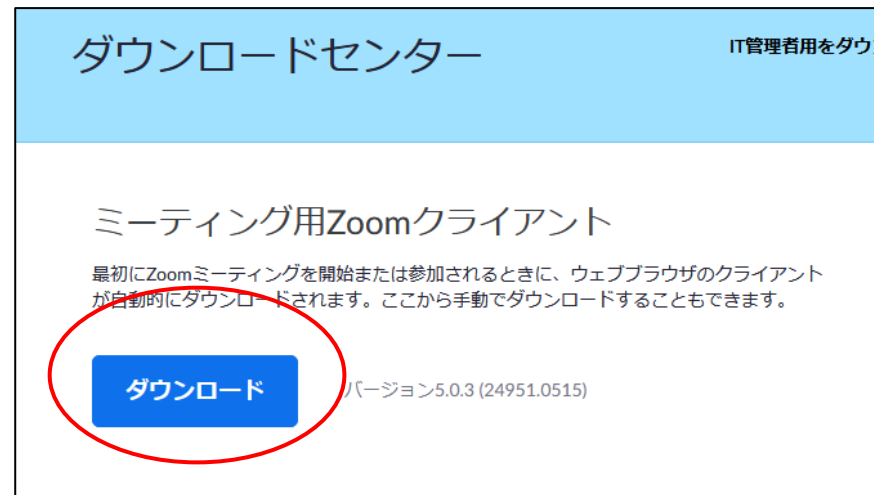 ダウンロードセンター
IT管理者用をダウ
ミーティング用Zoomクライアント
最初にZoomミーティングを開始または参加されるときに、ウェブブラウザのクライアント
が自動的にダウンロードされます。ここから手動でダウンロードすることもできます。
ダウンロード
バージョン5.0.3 (24951.0515)